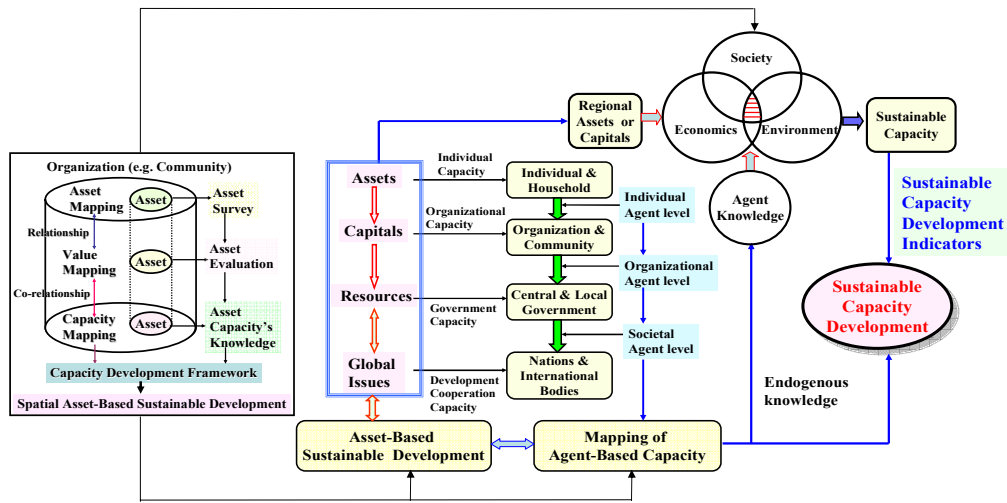 Organization (e.g. Community)
Asset
Mapping
Asset
Asset
Survey
Relationship
Value
Mapping
Asset
Asset
Evaluation
Co-relationship
Capacity
Mapping
Asset
Asset
Capacity's
Knowledge
Capacity Development Framework
Spatial Asset-Based Sustainable Development
Assets
Capitals
Resources
Global
Issues
Individual
Capacity
Organizational
Capacity
Government
Capacity
Development
Cooperation
Capacity
Individual &
Household
Organization &
Community
Central & Local
Government
Nations &
International
Bodies
Individual
Agent level
Organizational
Agent level
Societal
Agent level
Regional
Assets or
Capitals
Society
Economics
Environment
Agent
Knowledge
Sustainable
Capacity
Sustainable
Capacity
Development
Indicators
Sustainable
Capacity
Development
Endogenous
knowledge
Asset-Based
Sustainable Development
Mapping of
Agent-Based Capacity